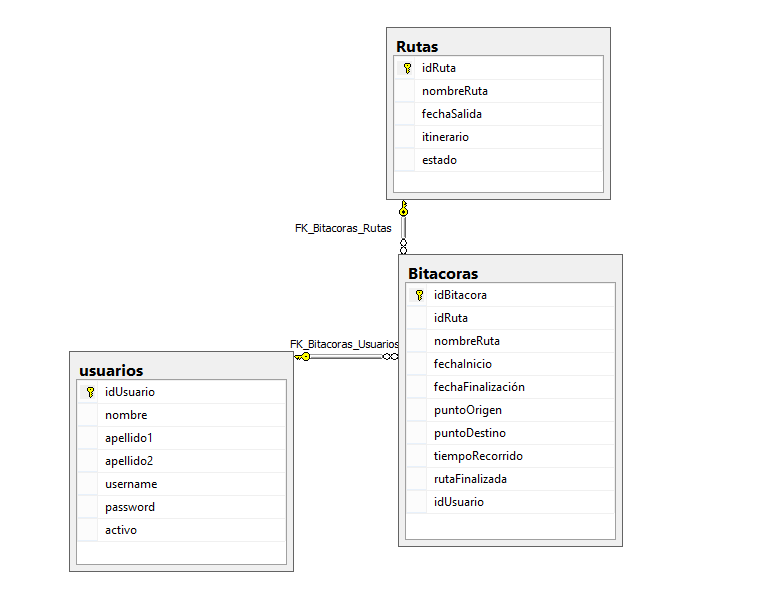 Rutas
idRuta
nombreRuta
fechaSalida
itinerario
estado
FK_Bitacoras_Rutas
Bitacoras
idBitacora
idRuta
nombreRuta
fechaInicio
fechaFinalización
puntoOrigen
puntoDestino
tiempoRecorrido
rutaFinalizada
idUsuario
FK_Bitacoras_Usuarios
usuarios
idUsuario
nombre
apellido1
apellido2
username
password
activo